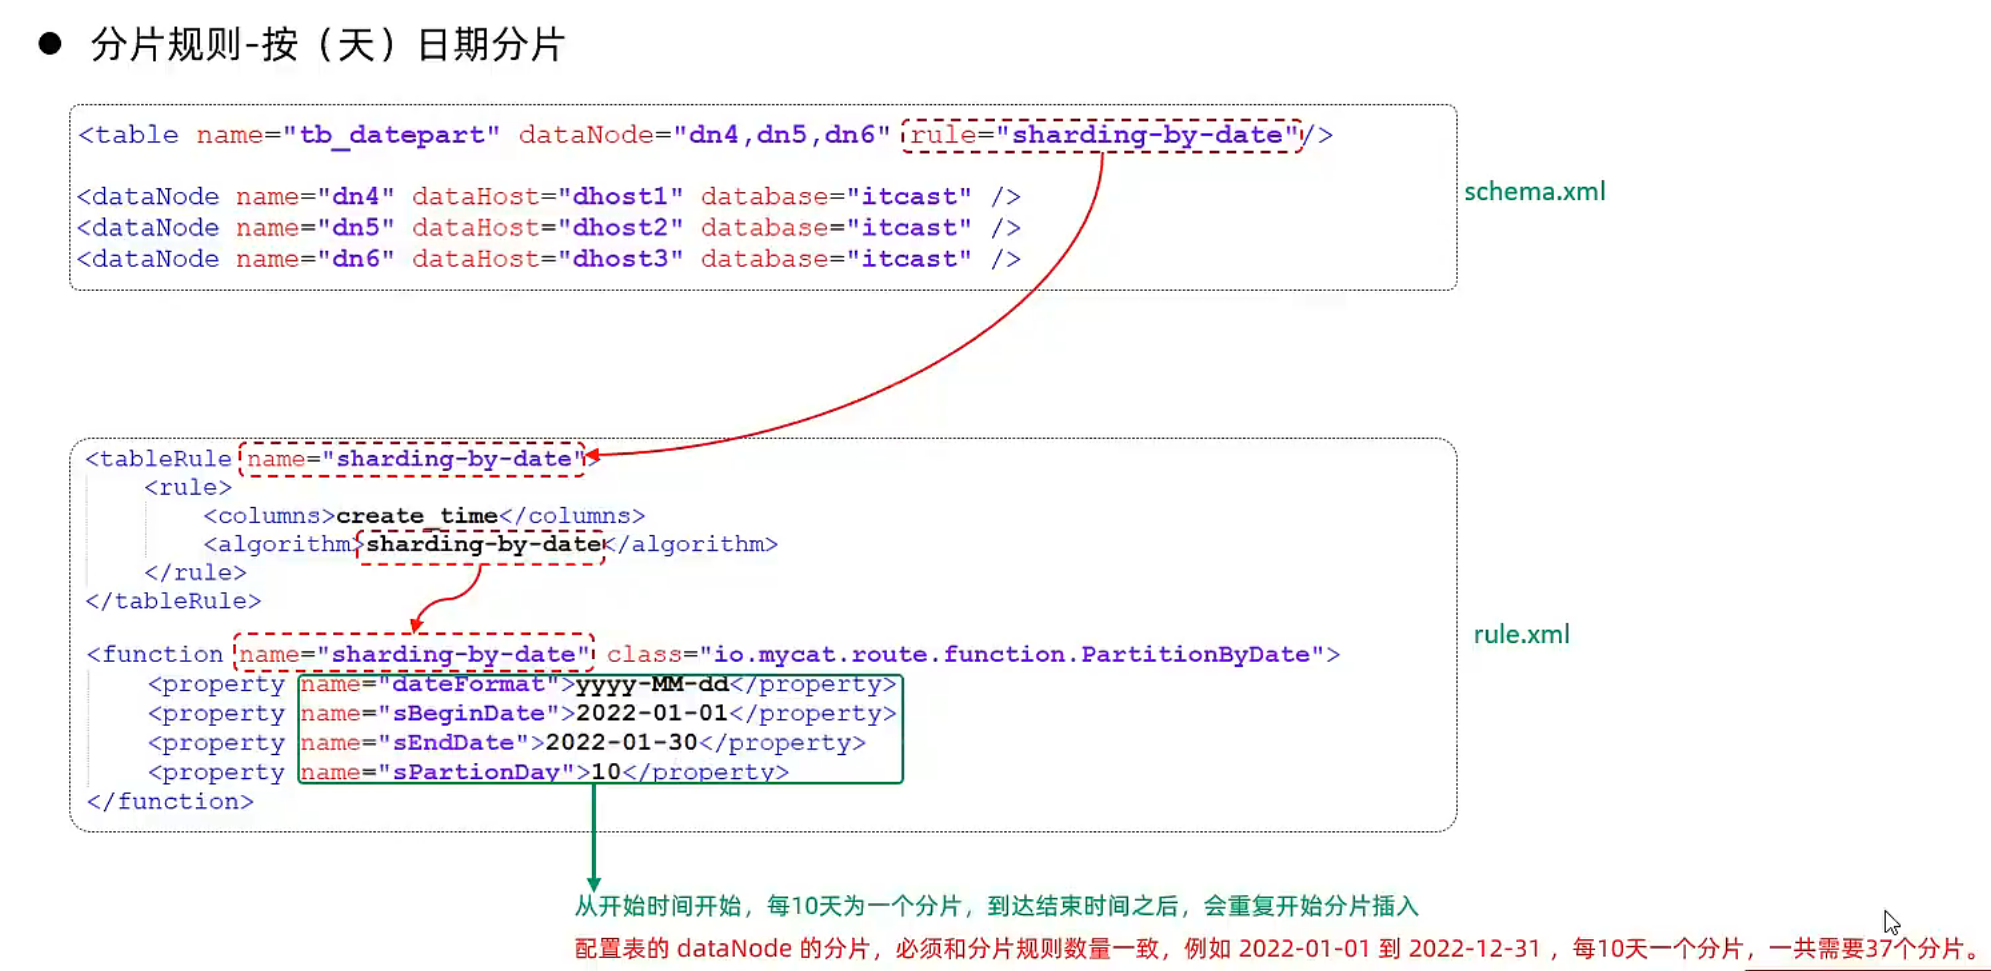 ● 分片规则-按（天）日期分片
<table name="tb_datepart" dataNode="dn4,dn5,dn6" rule="sharding-by-date"/>
<dataNode name="dn4" dataHost="dhost1" database="itcast" />
<dataNode name="dn5" dataHost="dhost2" database="itcast" />
<dataNode name="dn6" dataHost="dhost3" database="itcast" />
schema.xml
<tableRule name="sharding-by-date">
<rule>
<columns>create_time</columns>
<algorithm>sharding-by-date</algorithm>
</rule>
</tableRule>
<function name="sharding-by-date" class="io.mycat.route.function.PartitionByDate">
<property name="dateFormat">yyyy-MM-dd</property>
<property name="sBeginDate">2022-01-01</property>
<property name="sEndDate">2022-01-30</property>
<property name="sPartionDay">10</property>
</function>
rule.xml
从开始时间开始，每10天为一个分片，到达结束时间之后，会重复开始分片插入
配置表的 dataNode 的分片，必须和分片规则数量一致，例如 2022-01-01 到 2022-12-31 ，每10天一个分片，一共需要37个分片。